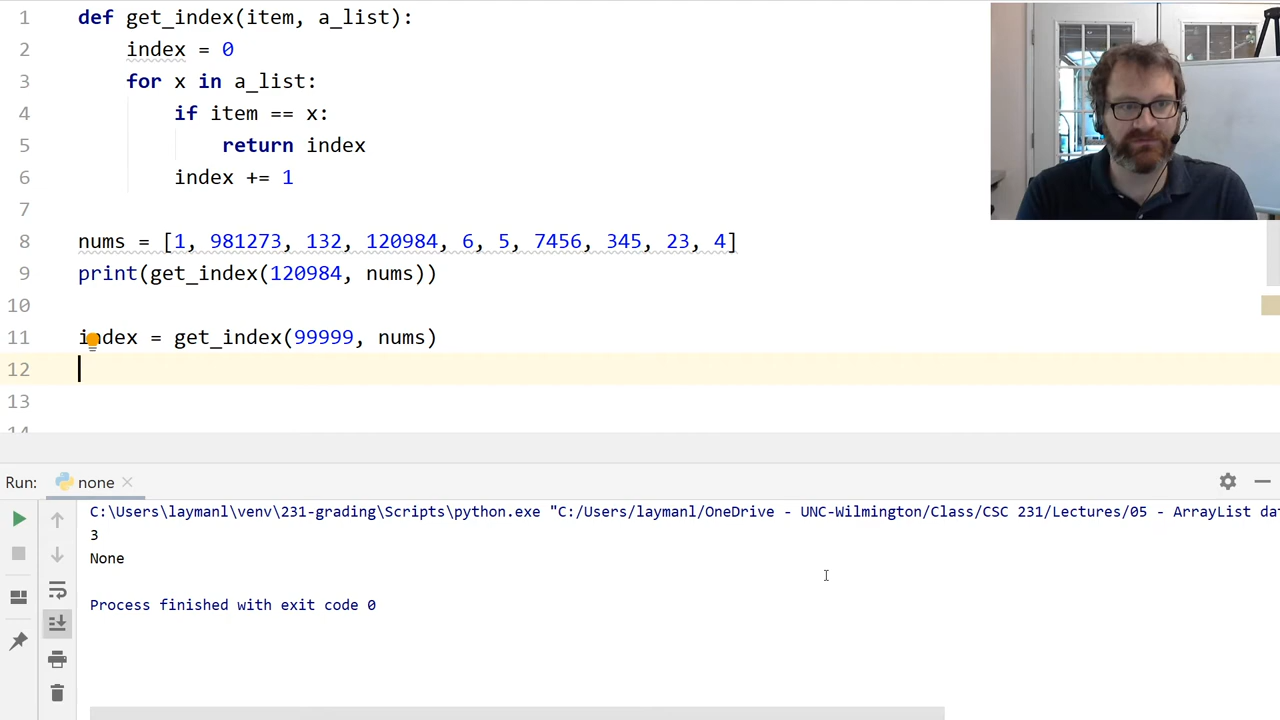 1 def get_index(item, a_list):
2 index = 0
3 for x in a_list:
4 if item == x:
5 return index
6 index += 1
7
8 nums = [1, 981273, 132, 120984, 6, 5, 7456, 345, 23, 4]
9 print(get_index(120984, nums))
10
11 index = get_index(99999, nums)
12
13
14
Run: none
C:\Users\laymanl\venv\231-grading\Scripts\python.exe "C:/Users/laymanl/OneDrive - UNC-Wilmington/Class/CSC 231/Lectures/05 - ArrayList
3
None
Process finished with exit code 0